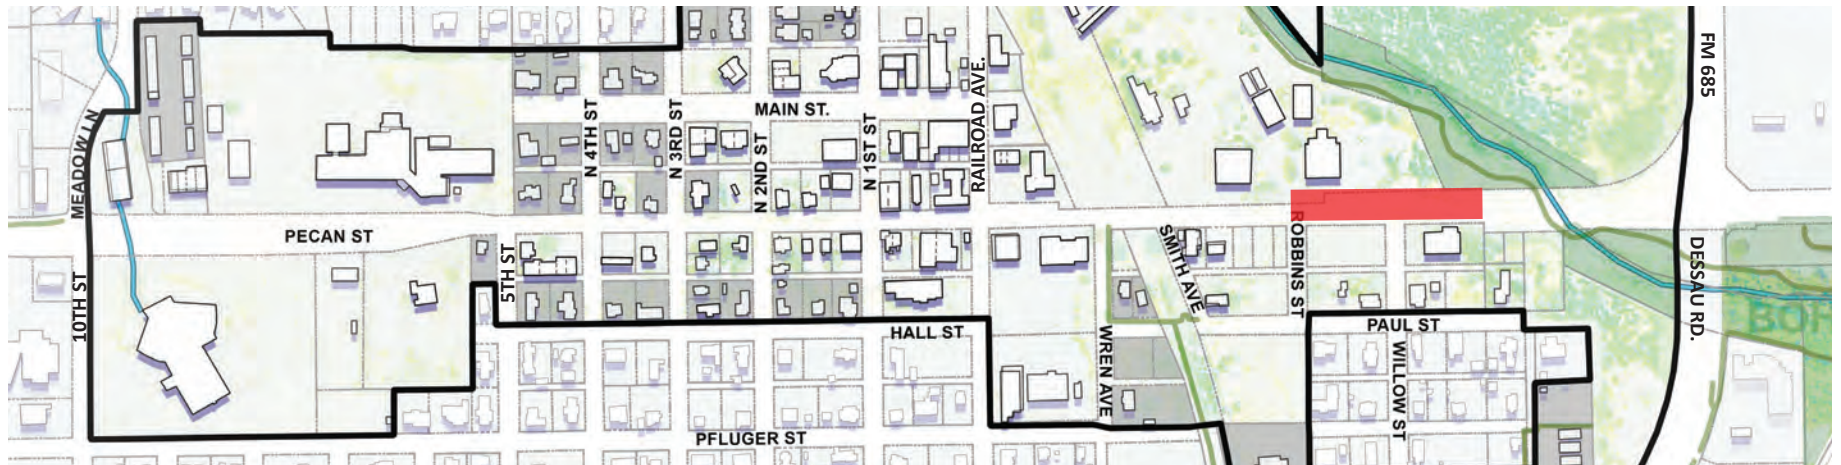 FM 685
MEADOW LN
N 4TH ST
N 3RD ST
MAIN ST.
N 2ND ST
N 1ST ST
RAILROAD AVE.
PECAN ST
10TH ST
5TH ST
SMITH AVE
ROBBINS ST
DESSAU RD.
HALL ST
WREN AVE
PAUL ST
WILLOW ST
PFLUGER ST